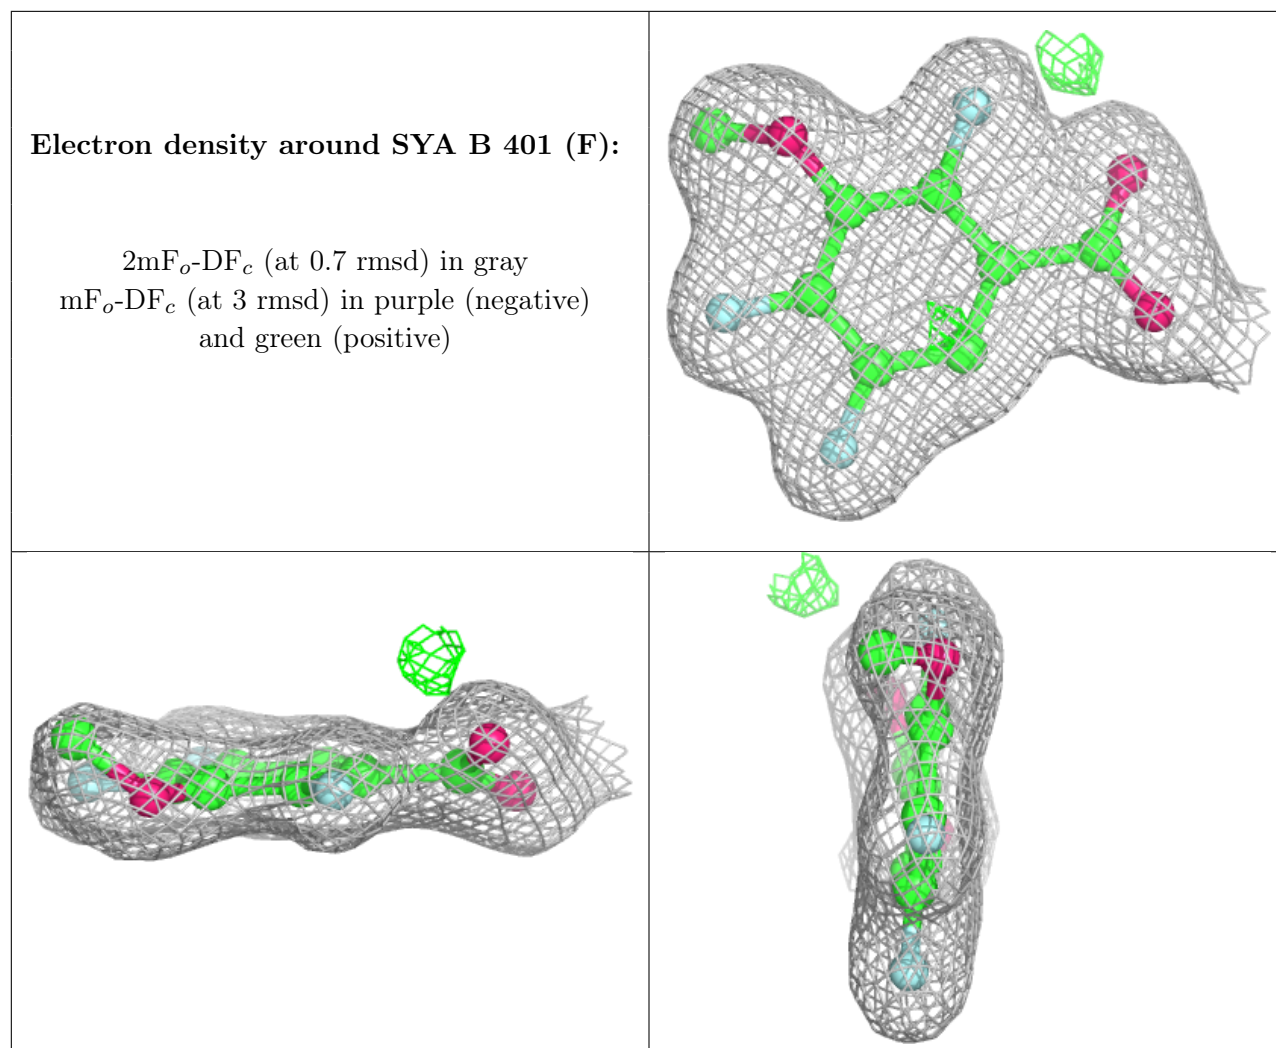 Electron density around SYA B 401 (F):
2mFo-DFc (at 0.7 rmsd) in gray
mFo-DFc (at 3 rmsd) in purple (negative)
and green (positive)